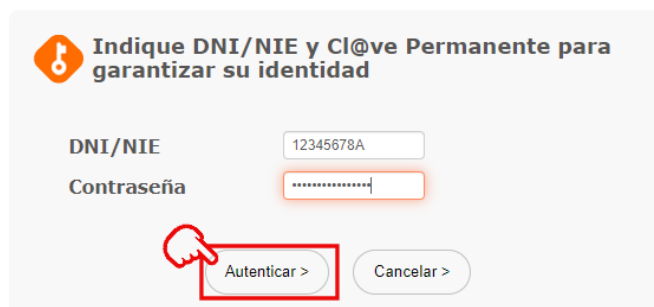 Indique DNI/NIE y Cl@ve Permanente para
garantizar su identidad
DNI/NIE
12345678A
Contraseña
••••••••••••••••
Autenticar >
Cancelar >